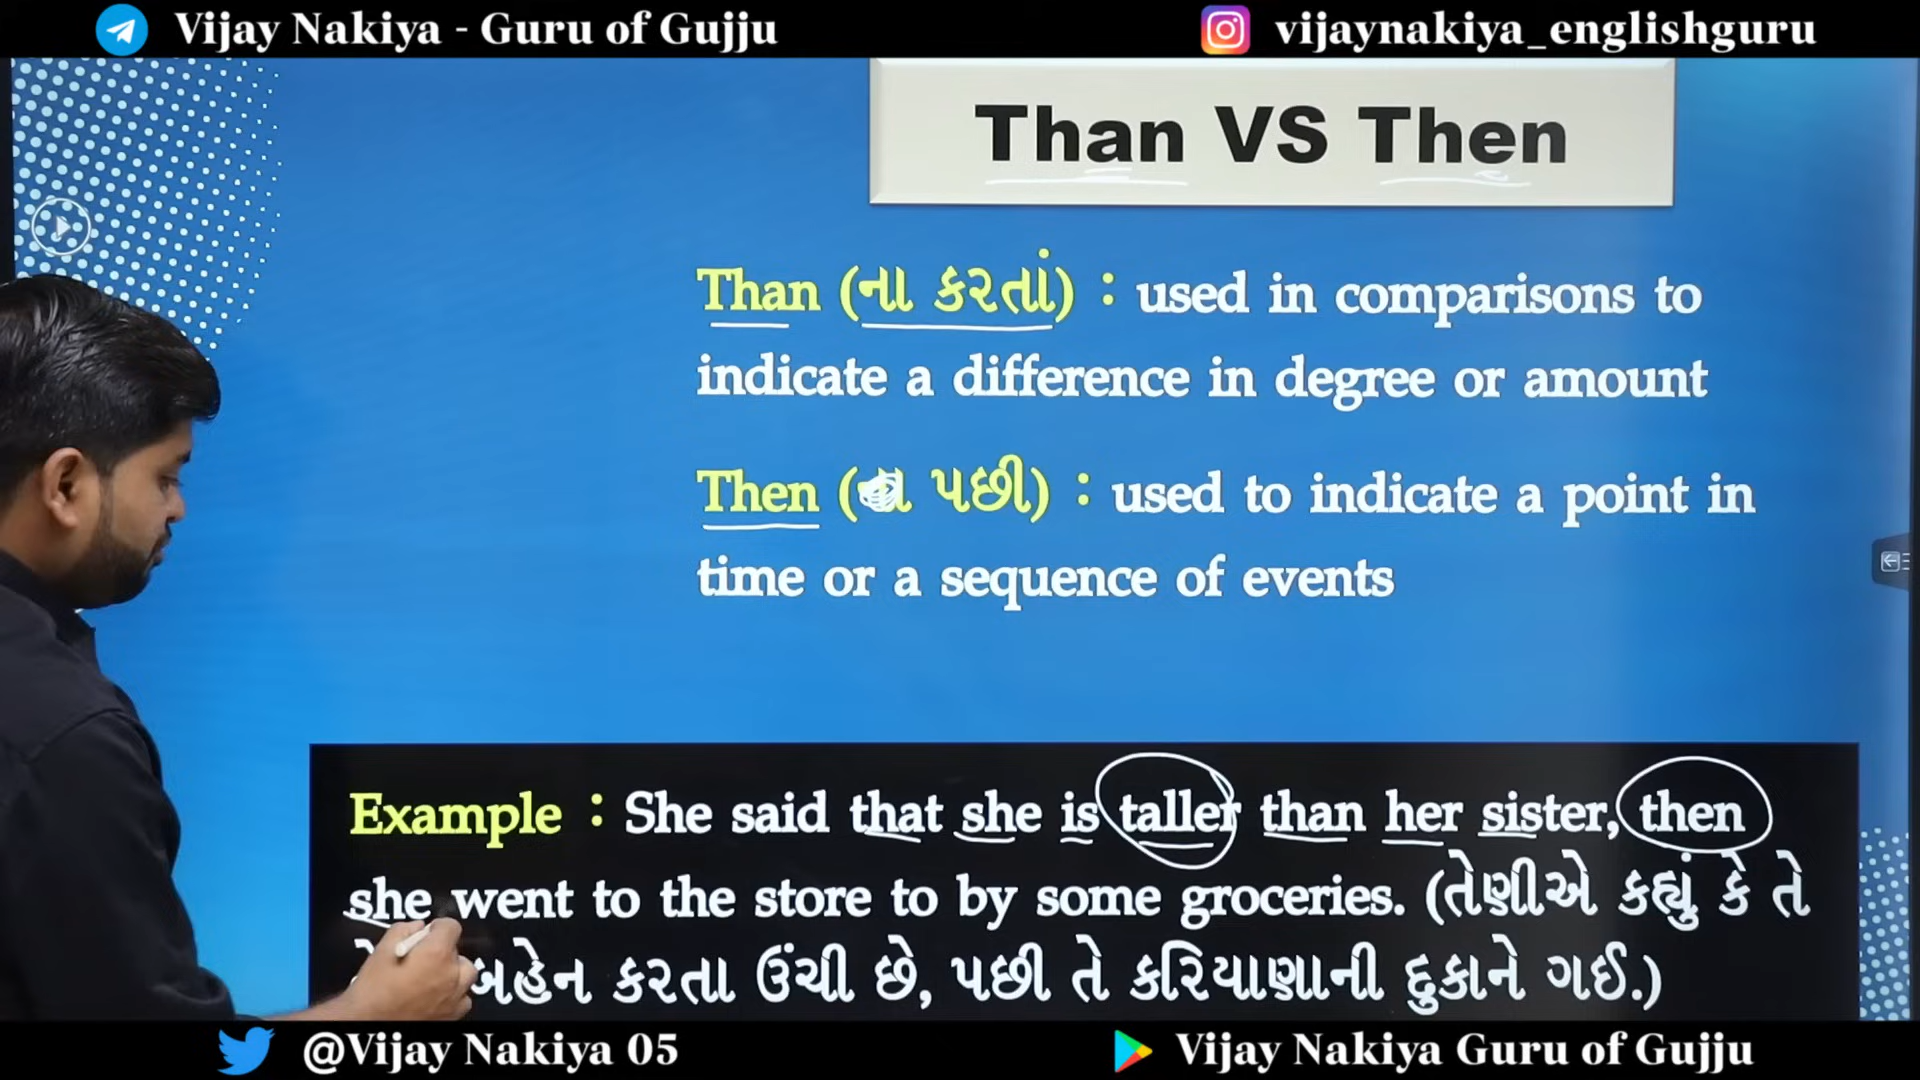 Vijay Nakiya - Guru of Gujju
vijaynakiya_englishguru
Than VS Then
Than (ના કરતાં) : used in comparisons to
indicate a difference in degree or amount
Then ( પછી) : used to indicate a point in
time or a sequence of events
Example : She said that she is taller than her sister, then
she went to the store to by some groceries. (તેણીએ કહ્યું કે તે
બહેન કરતા ઉંચી છે, પછી તે કરિયાણાની દુકાને ગઈ.)
@Vijay Nakiya 05
Vijay Nakiya Guru of Gujju